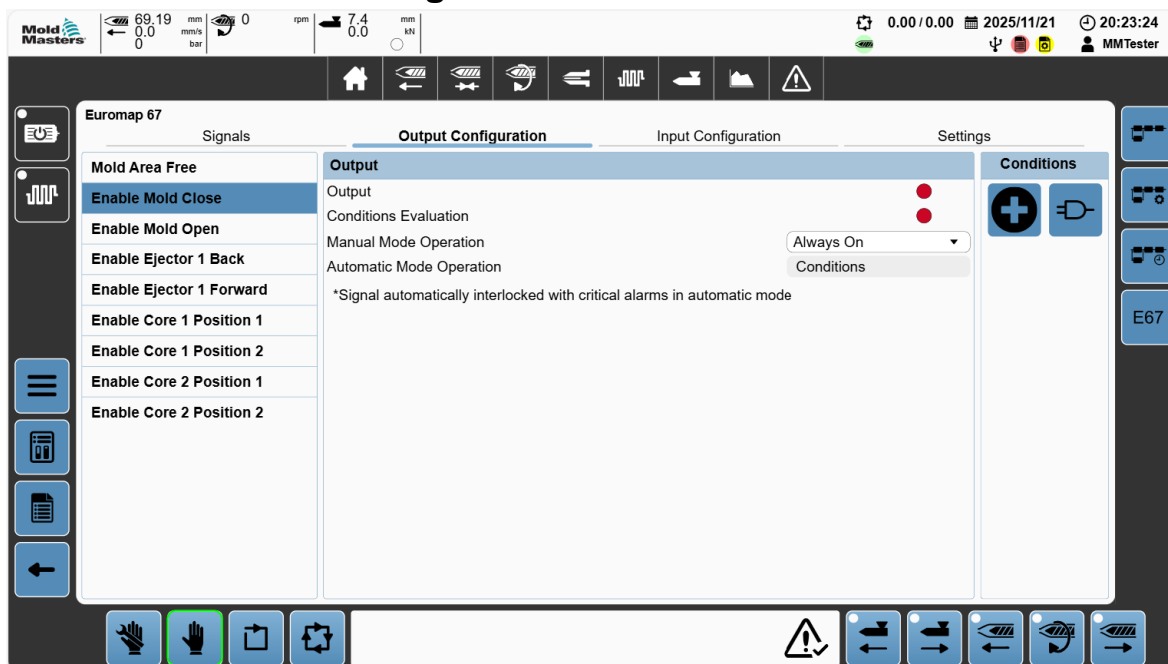 Mold
Masters
69.19 mm
0.0 mm/s
0 bar
0 rpm
7.4 mm
0.0 kN
0.00 / 0.00
2025/11/21
20:23:24
MMTester
Euromap 67
Signals
Output Configuration
Input Configuration
Settings
Mold Area Free
Enable Mold Close
Enable Mold Open
Enable Ejector 1 Back
Enable Ejector 1 Forward
Enable Core 1 Position 1
Enable Core 1 Position 2
Enable Core 2 Position 1
Enable Core 2 Position 2
Output
Output
Conditions Evaluation
Manual Mode Operation Always On
Automatic Mode Operation Conditions
*Signal automatically interlocked with critical alarms in automatic mode
Conditions
E67